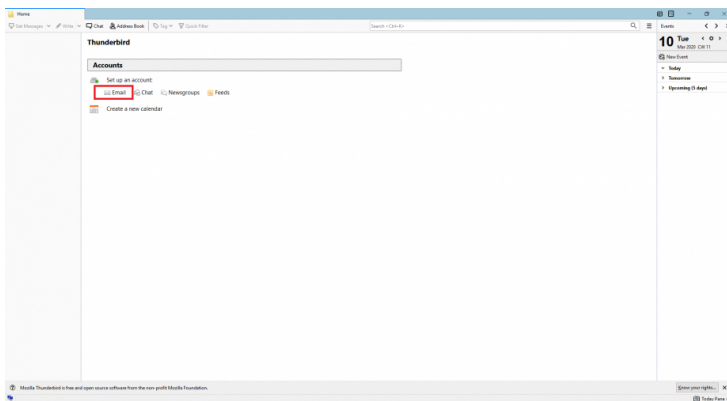 Home
Get Messages Write Chat Address Book Tag Quick Filter Search <Ctrl+K> Events
Thunderbird
10 Tue
Mar 2020 CW 11
New Event
Accounts
Today
Set up an account:
Tomorrow
Email Chat Newsgroups Feeds
Upcoming (5 days)
Create a new calendar
Mozilla Thunderbird is free and open source software from the non-profit Mozilla Foundation. Know your rights...
Today Pane